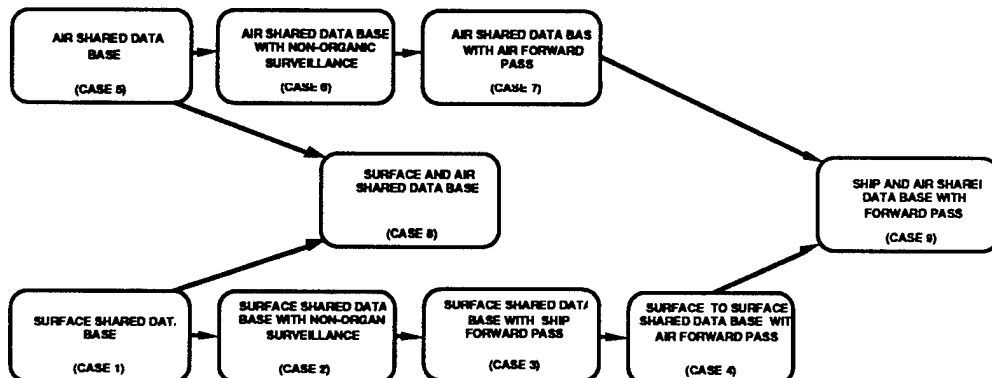 AIR SHARED DATA
BASE
(CASE 5)
AIR SHARED DATA BASE
WITH NON-ORGANIC
SURVEILLANCE
(CASE 6)
AIR SHARED DATA BAS
WITH AIR FORWARD
PASS
(CASE 7)
SURFACE AND AIR
SHARED DATA BASE
(CASE 8)
SHIP AND AIR SHARE
DATA BASE WITH
FORWARD PASS
(CASE 9)
SURFACE SHARED DAT
BASE
(CASE 1)
SURFACE SHARED DATA
BASE WITH NON-ORGAN
SURVEILLANCE
(CASE 2)
SURFACE SHARED DAT
BASE WITH SHIP
FORWARD PASS
(CASE 3)
SURFACE TO SURFACE
SHARED DATA BASE WIT
AIR FORWARD PASS
(CASE 4)